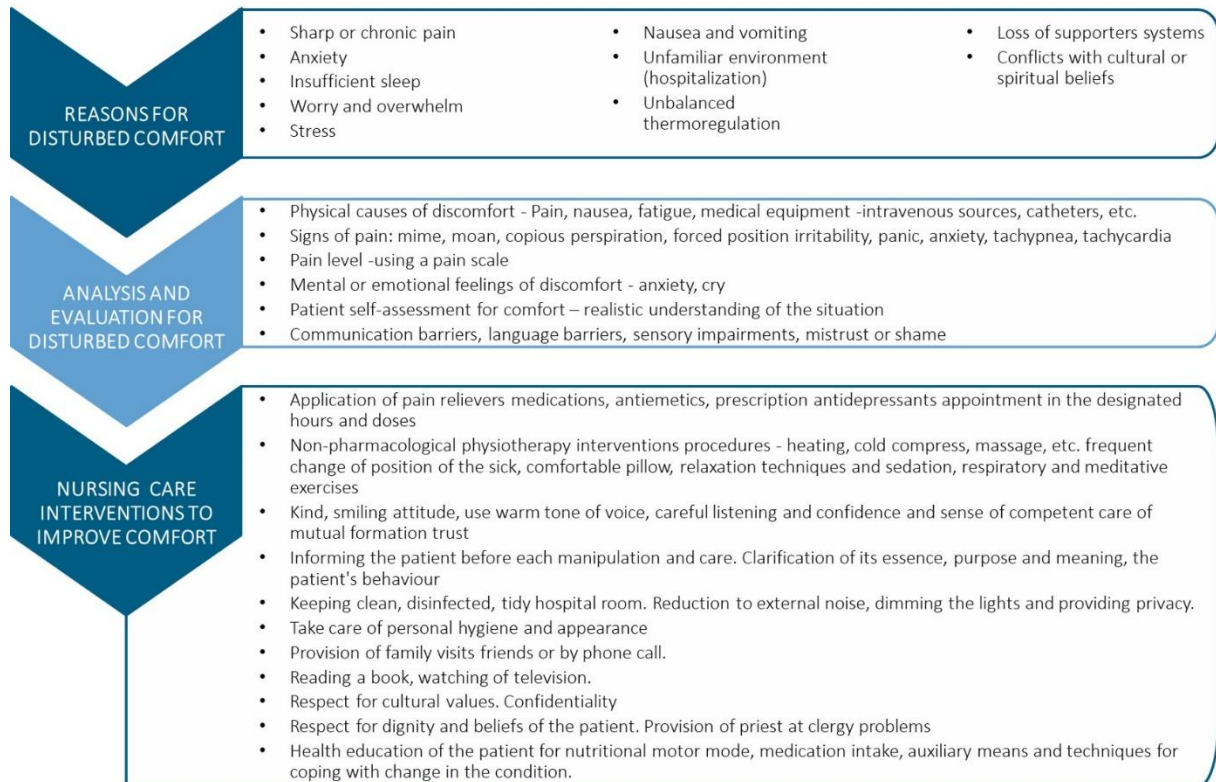 REASONS FOR
DISTURBED COMFORT
• Sharp or chronic pain
• Anxiety
• Insufficient sleep
• Worry and overwhelm
• Stress
• Nausea and vomiting
• Unfamiliar environment
(hospitalization)
• Unbalanced
thermoregulation
• Loss of supporters systems
• Conflicts with cultural or
spiritual beliefs
ANALYSIS AND
EVALUATION FOR
DISTURBED COMFORT
• Physical causes of discomfort - Pain, nausea, fatigue, medical equipment -intravenous sources, catheters, etc.
• Signs of pain: mime, moan, copious perspiration, forced position irritability, panic, anxiety, tachypnea, tachycardia
• Pain level -using a pain scale
• Mental or emotional feelings of discomfort - anxiety, cry
• Patient self-assessment for comfort – realistic understanding of the situation
• Communication barriers, language barriers, sensory impairments, mistrust or shame
NURSING CARE
INTERVENTIONS TO
IMPROVE COMFORT
• Application of pain relievers medications, antiemetics, prescription antidepressants appointment in the designated
hours and doses
• Non-pharmacological physiotherapy interventions procedures - heating, cold compress, massage, etc. frequent
change of position of the sick, comfortable pillow, relaxation techniques and sedation, respiratory and meditative
exercises
• Kind, smiling attitude, use warm tone of voice, careful listening and confidence and sense of competent care of
mutual formation trust
• Informing the patient before each manipulation and care. Clarification of its essence, purpose and meaning, the
patient's behaviour
• Keeping clean, disinfected, tidy hospital room. Reduction to external noise, dimming the lights and providing privacy.
• Take care of personal hygiene and appearance
• Provision of family visits friends or by phone call.
• Reading a book, watching of television.
• Respect for cultural values. Confidentiality
• Respect for dignity and beliefs of the patient. Provision of priest at clergy problems
• Health education of the patient for nutritional motor mode, medication intake, auxiliary means and techniques for
coping with change in the condition.